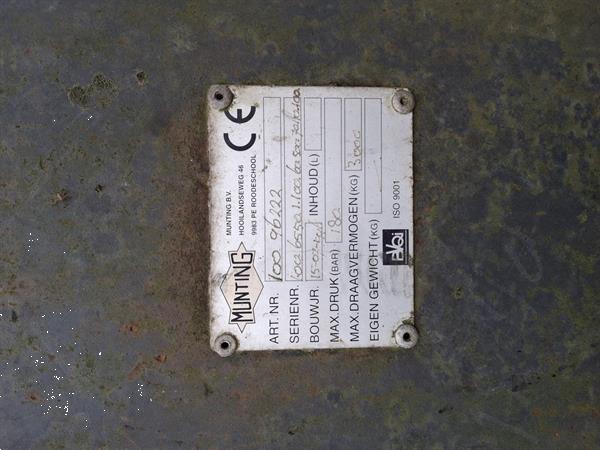 MUNTING
MUNTING B.V.
HOOILANDSEWEG 46
9983 PE ROODESCHOOL
CE
ART. NR. 100 96222
SERIENR.
BOUWJR. INHOUD (L)
MAX. DRUK (BAR) 180
MAX. DRAAGVERMOGEN (KG) 3000
EIGEN GEWICHT (KG)
BVQi
ISO 9001